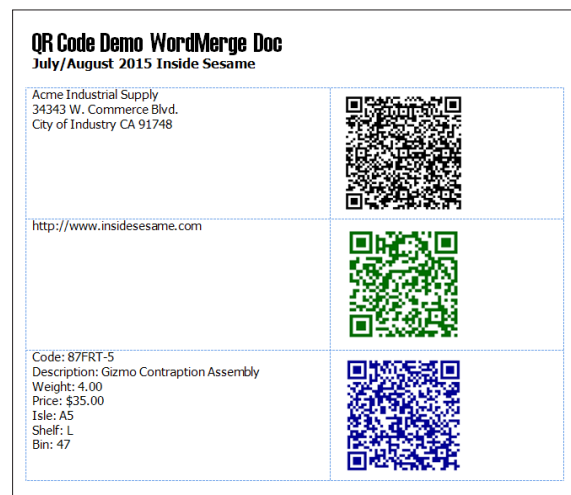 QR Code Demo WordMerge Doc
July/August 2015 Inside Sesame
Acme Industrial Supply
34343 W. Commerce Blvd.
City of Industry CA 91748
http://www.insidesesame.com
Code: 87FRT-5
Description: Gizmo Contraption Assembly
Weight: 4.00
Price: $35.00
Isle: A5
Shelf: L
Bin: 47